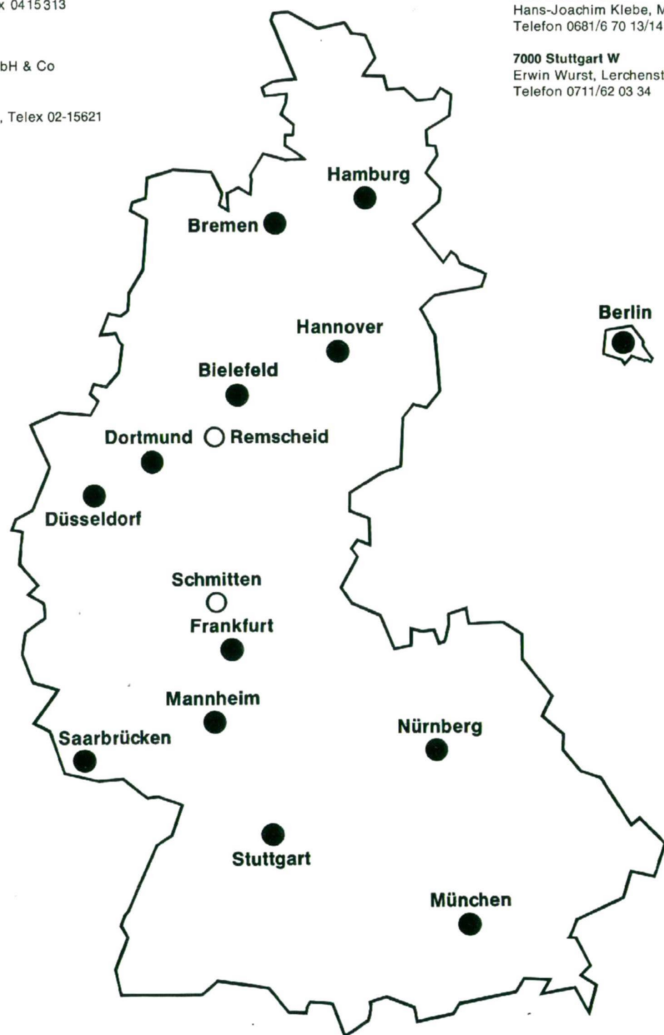 x 0415313
bH & Co
, Telex 02-15621
Hans-Joachim Klebe, M
Telefon 0681/6 70 13/14
7000 Stuttgart W
Erwin Wurst, Lerchenst
Telefon 0711/62 03 34
Hamburg
Bremen
Berlin
Hannover
Bielefeld
Dortmund
Remscheid
Düsseldorf
Schmitten
Frankfurt
Mannheim
Nürnberg
Saarbrücken
Stuttgart
München